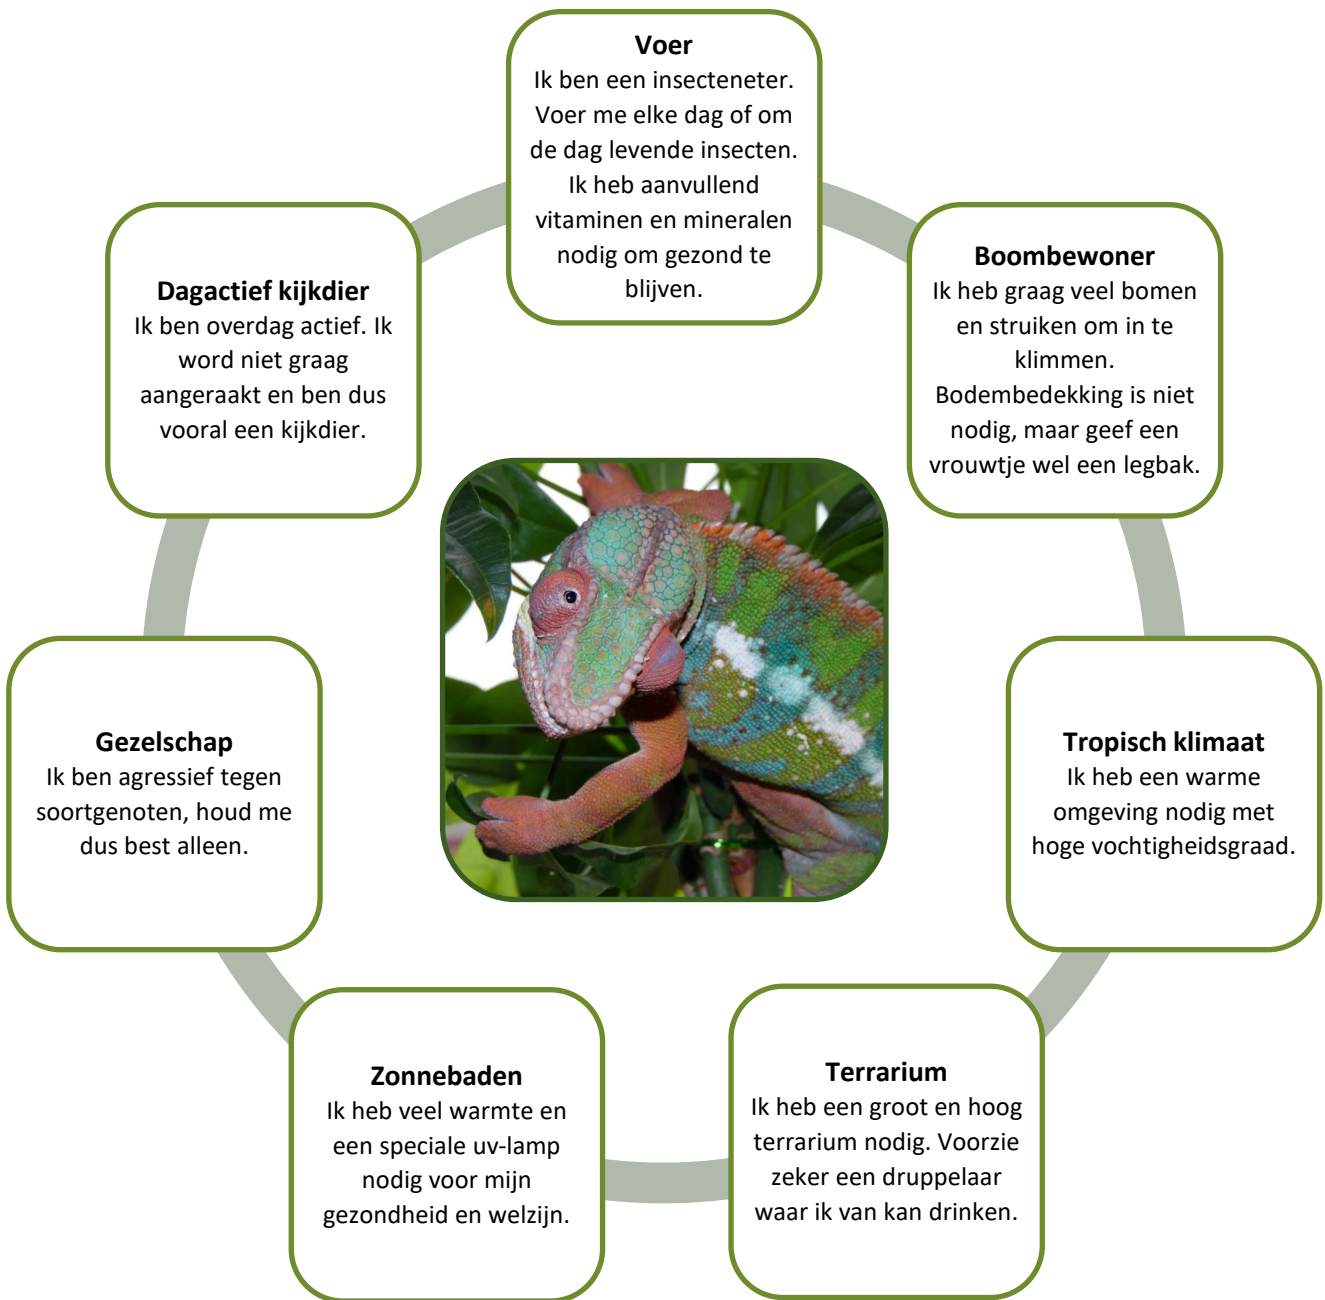 Voer
Ik ben een insecteneter.
Voer me elke dag of om
de dag levende insecten.
Ik heb aanvullend
vitaminen en mineralen
nodig om gezond te
blijven.
Boombewoner
Ik heb graag veel bomen
en struiken om in te
klimmen.
Bodembedekking is niet
nodig, maar geef een
vrouwtje wel een legbak.
Tropisch klimaat
Ik heb een warme
omgeving nodig met
hoge vochtigheidsgraad.
Terrarium
Ik heb een groot en hoog
terrarium nodig. Voorzie
zeker een druppelaar
waar ik van kan drinken.
Zonnebaden
Ik heb veel warmte en
een speciale uv-lamp
nodig voor mijn
gezondheid en welzijn.
Gezelschap
Ik ben agressief tegen
soortgenoten, houd me
dus best alleen.
Dagactief kijkdier
Ik ben overdag actief. Ik
word niet graag
aangeraakt en ben dus
vooral een kijkdier.